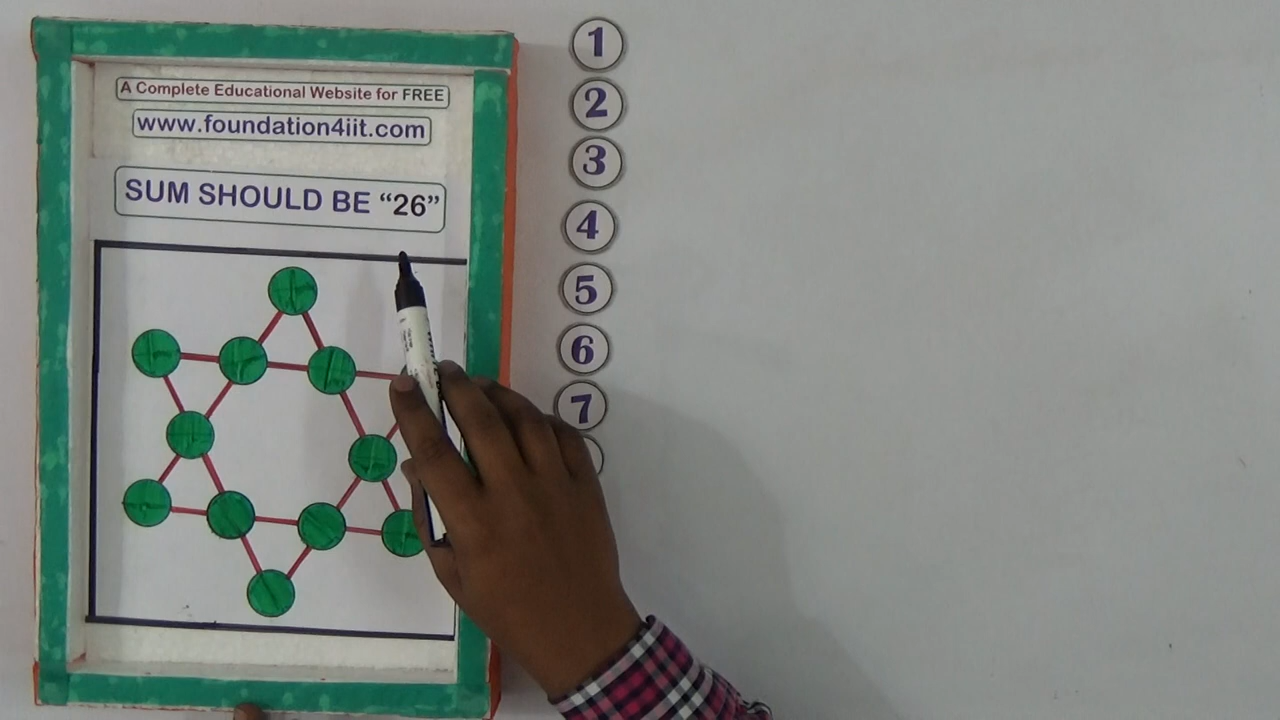 A Complete Educational Website for FREE
www.foundation4iit.com
SUM SHOULD BE “26”
1
2
3
4
5
6
7